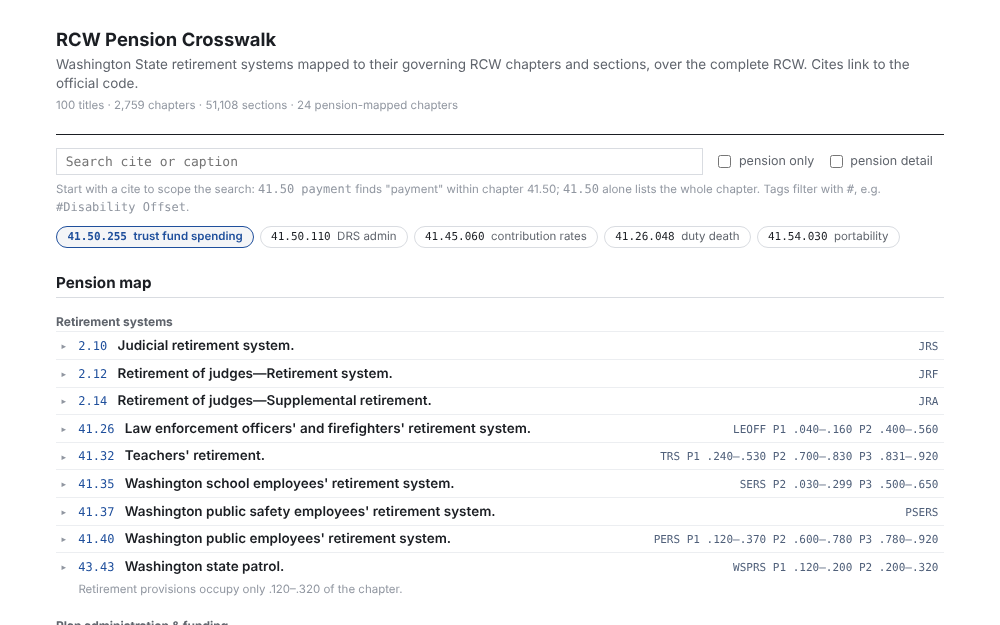 RCW Pension Crosswalk
Washington State retirement systems mapped to their governing RCW chapters and sections, over the complete RCW. Cites link to the
official code.
100 titles · 2,759 chapters · 51,108 sections · 24 pension-mapped chapters
Search cite or caption
pension only
pension detail
Start with a cite to scope the search: 41.50 payment finds "payment" within chapter 41.50; 41.50 alone lists the whole chapter. Tags filter with #, e.g.
#Disability Offset.
41.50.255 trust fund spending
41.50.110 DRS admin
41.45.060 contribution rates
41.26.048 duty death
41.54.030 portability
Pension map
Retirement systems
▸ 2.10 Judicial retirement system. JRS
▸ 2.12 Retirement of judges—Retirement system. JRF
▸ 2.14 Retirement of judges—Supplemental retirement. JRA
▸ 41.26 Law enforcement officers' and firefighters' retirement system. LEOFF P1 .040–.160 P2 .400–.560
▸ 41.32 Teachers' retirement. TRS P1 .240–.530 P2 .700–.830 P3 .831–.920
▸ 41.35 Washington school employees' retirement system. SERS P2 .030–.299 P3 .500–.650
▸ 41.37 Washington public safety employees' retirement system. PSERS
▸ 41.40 Washington public employees' retirement system. PERS P1 .120–.370 P2 .600–.780 P3 .780–.920
▸ 43.43 Washington state patrol. WSPRS P1 .120–.200 P2 .200–.320
Retirement provisions occupy only .120–.320 of the chapter.
Plan administration & funding